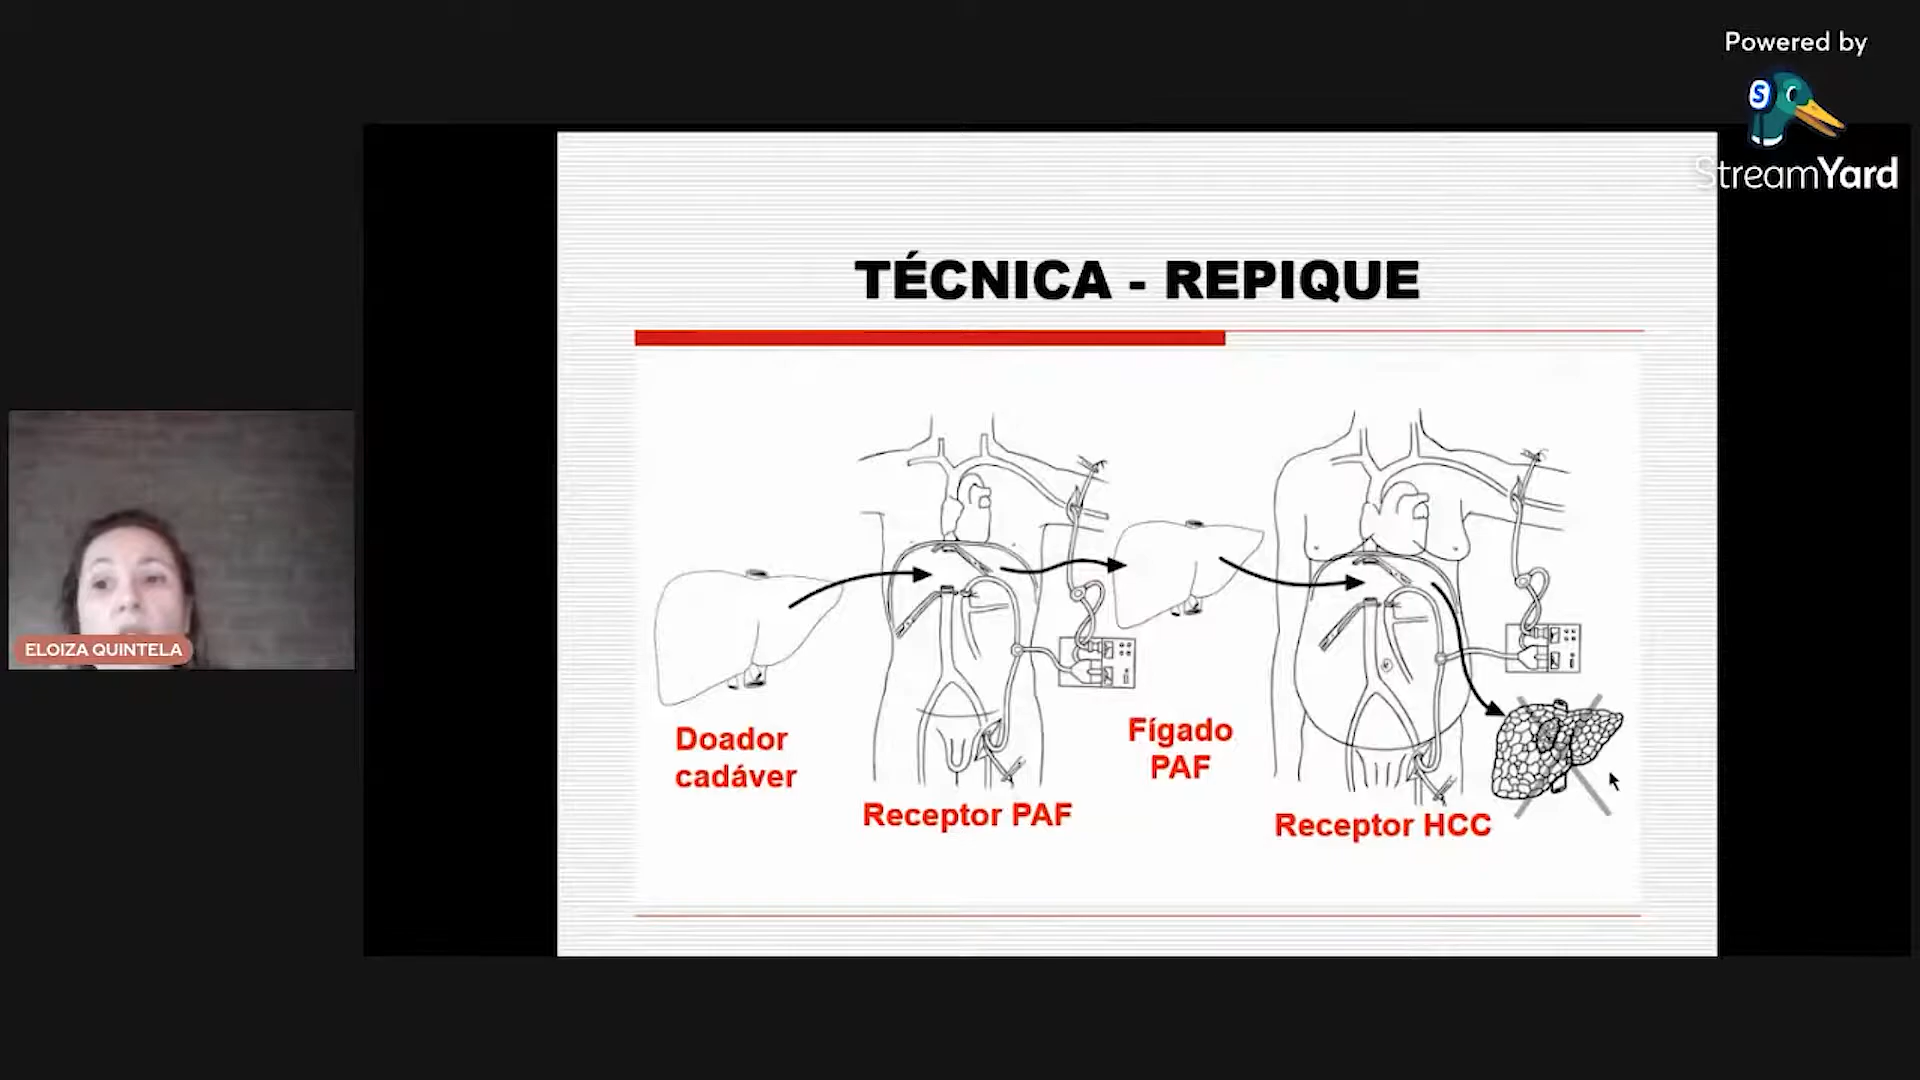 Powered by
S
StreamYard
TÉCNICA - REPIQUE
Doador
cadáver
Receptor PAF
Fígado
PAF
Receptor HCC
ELOIZA QUINTELA